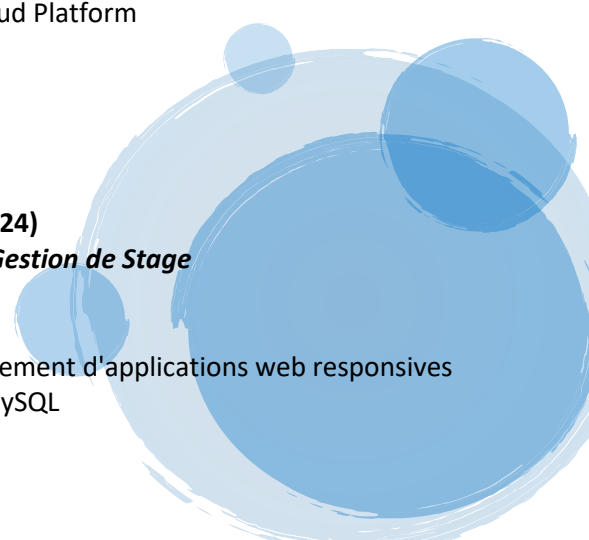 ud Platform
24)
Gestion de Stage
ement d'applications web responsives
ySQL